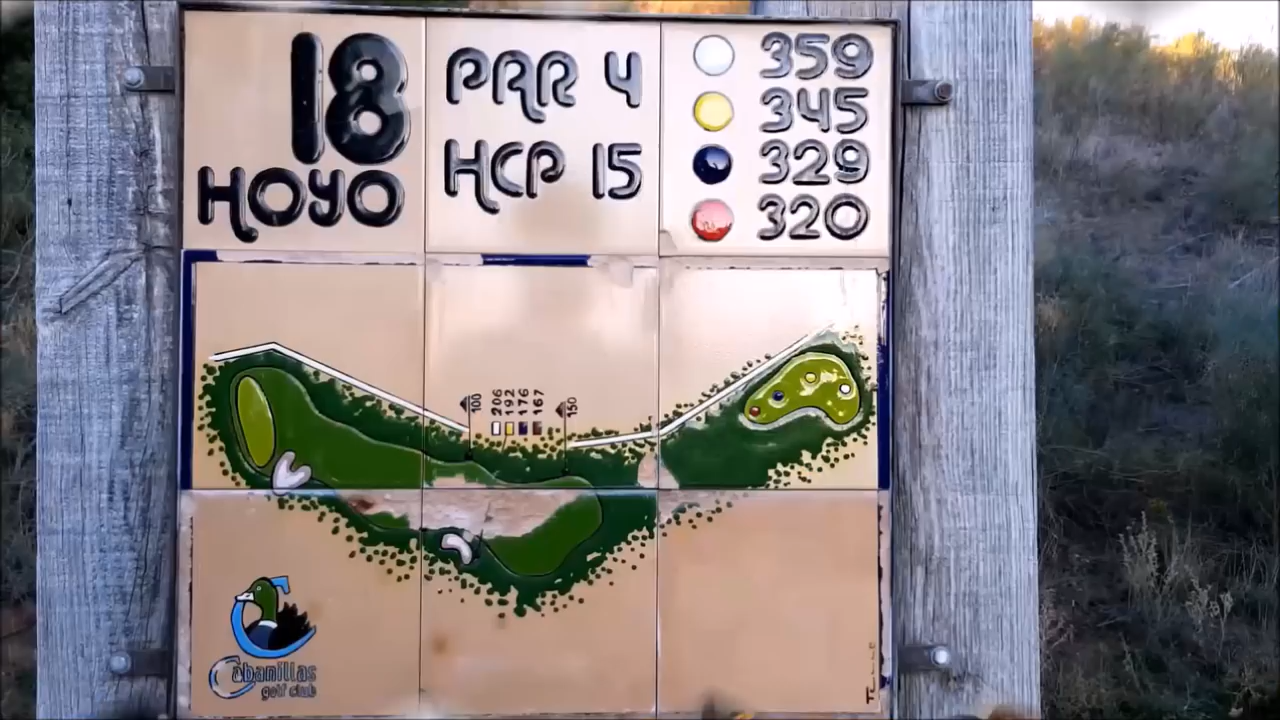 18
HOYO
PAR 4
HCP 15
359
345
329
320
100
206
192
176
167
150
Cabanillas
golf club